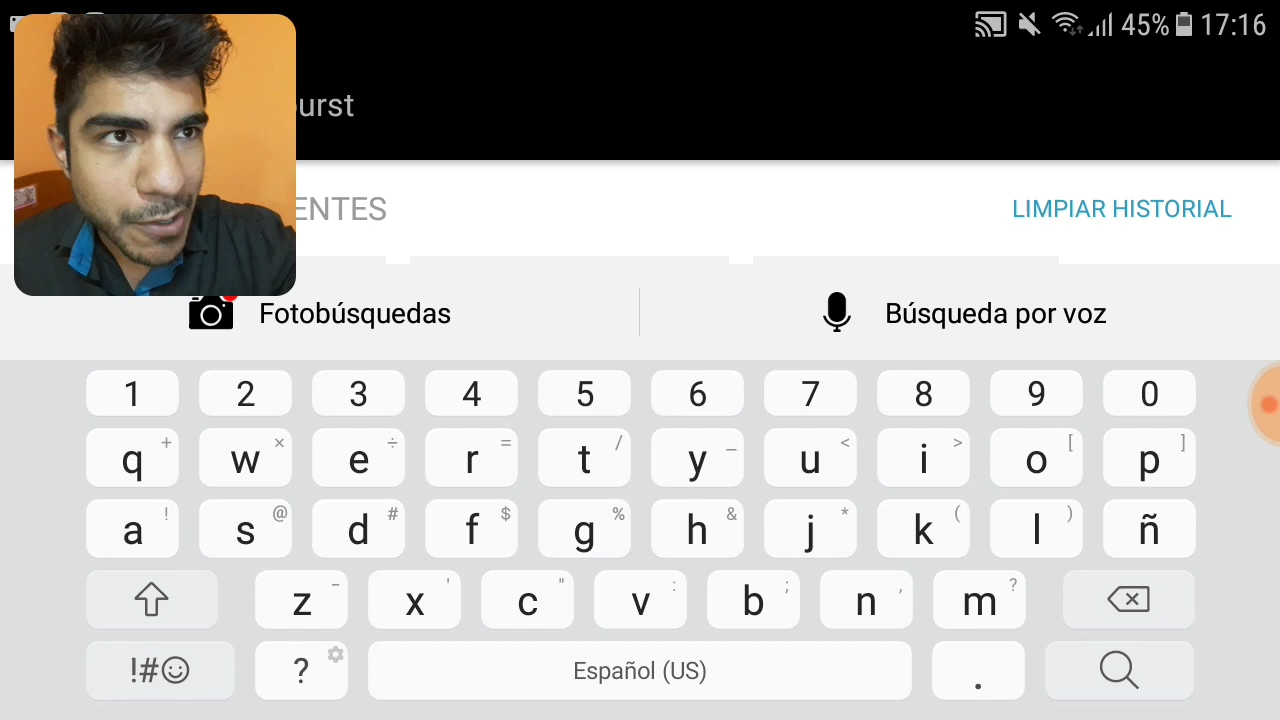 45% 17:16
urst
ENTES
LIMPIAR HISTORIAL
Fotobúsquedas
Búsqueda por voz
1 2 3 4 5 6 7 8 9 0
q + w × e ÷ r = t / y _ u < i > o [ p ]
a ! s @ d # f $ g % h & j * k ( l ) ñ
z - x ' c " v : b ; n , m ?
!#☺ ? Español (US) .